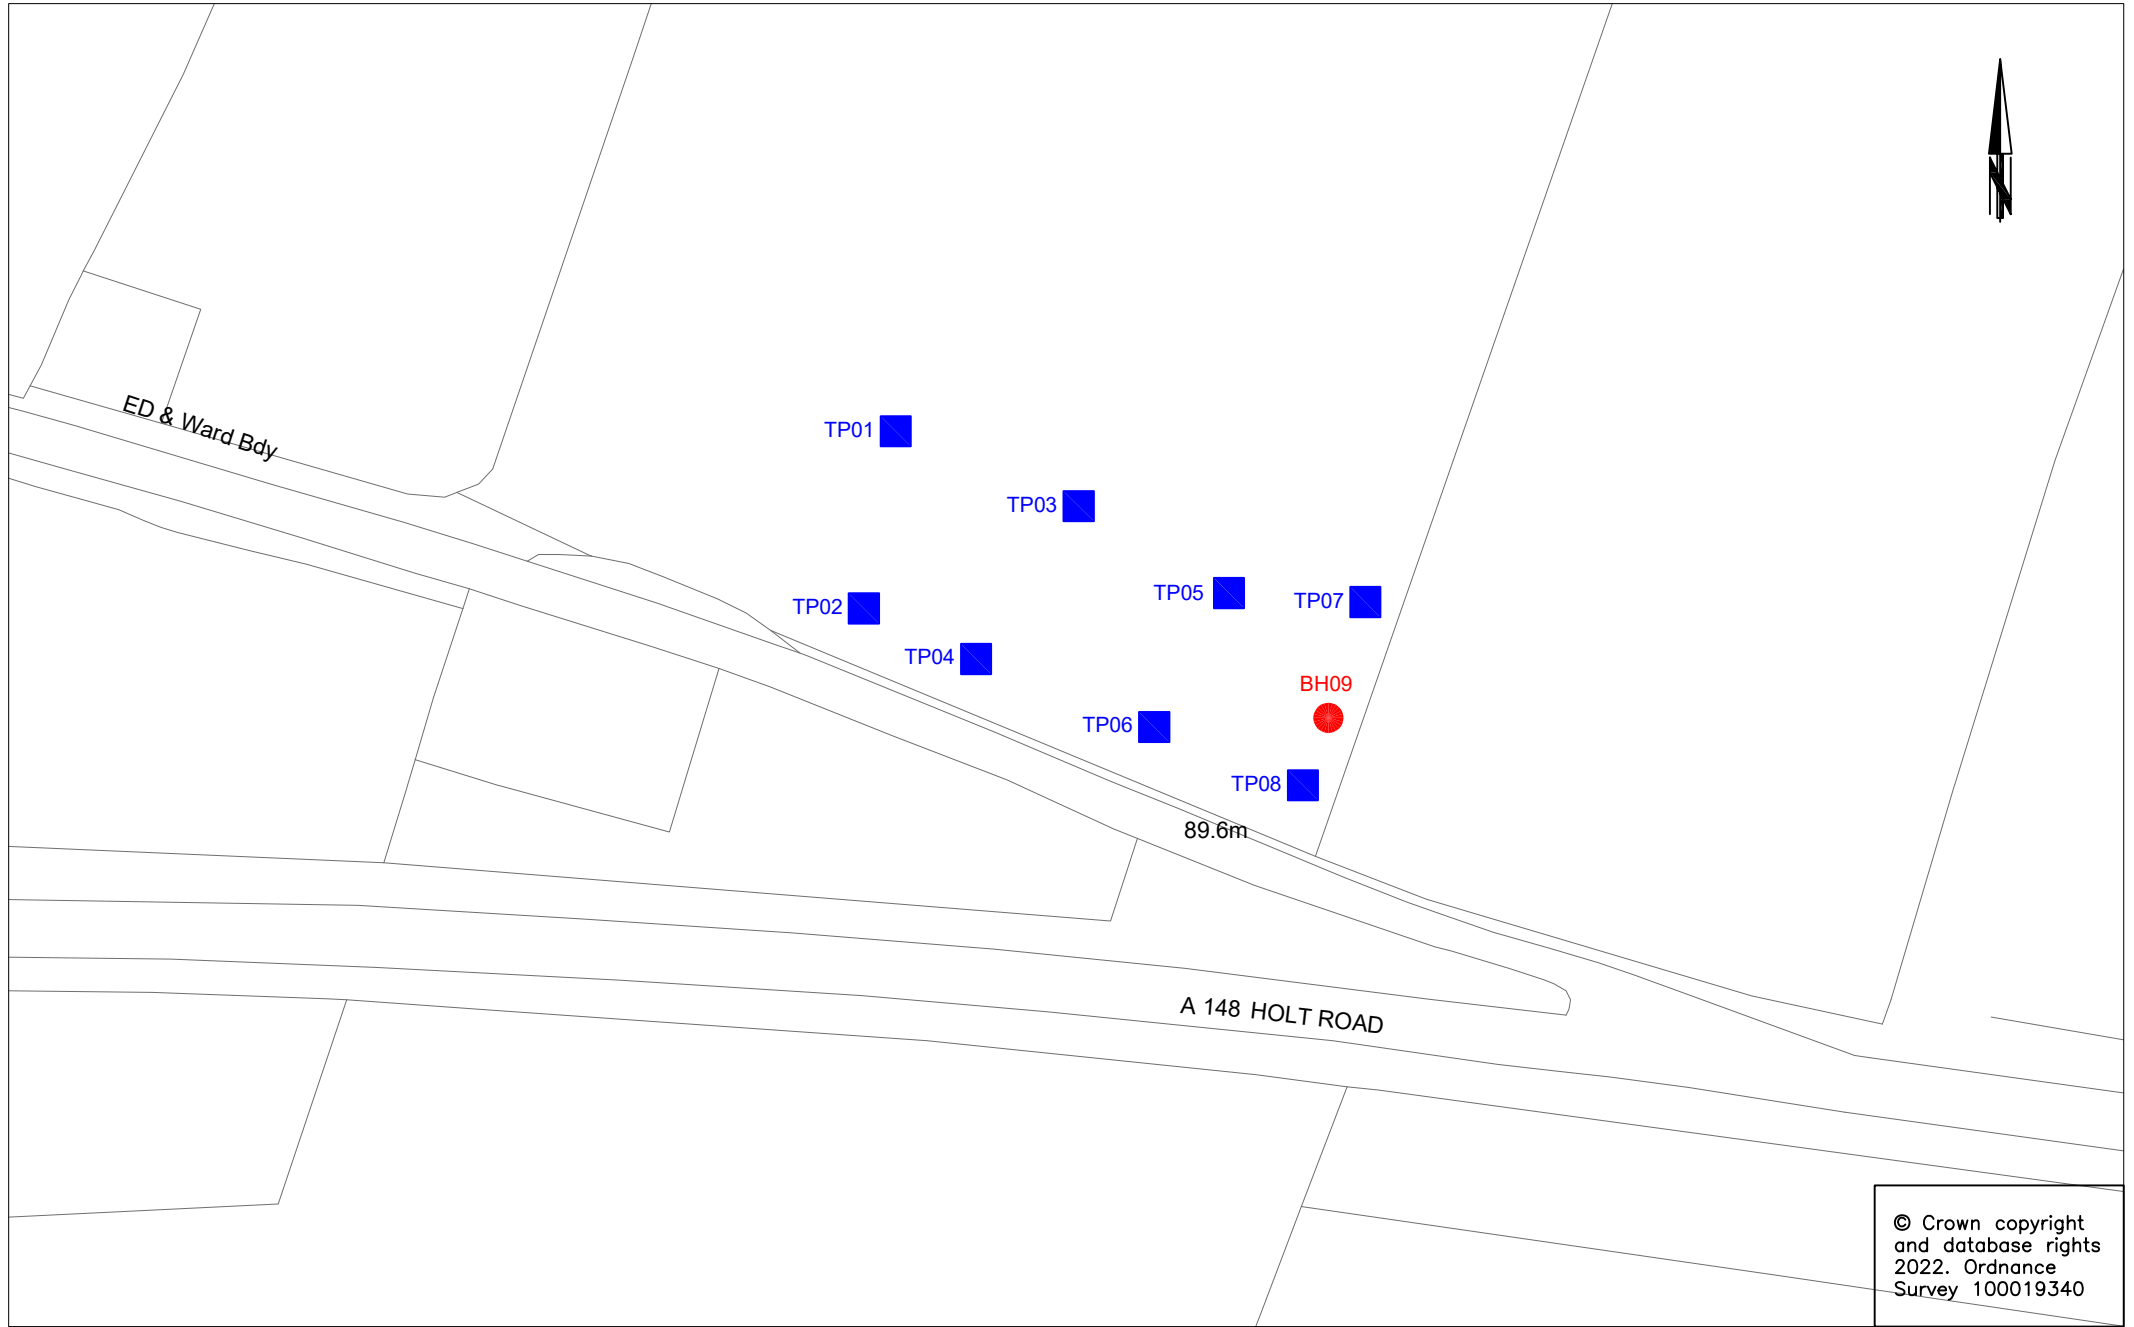 N
ED & Ward Bdy
TP01
TP03
TP05
TP07
TP02
TP04
BH09
TP06
TP08
89.6m
A 148 HOLT ROAD
© Crown copyright
and database rights
2022. Ordnance
Survey 100019340